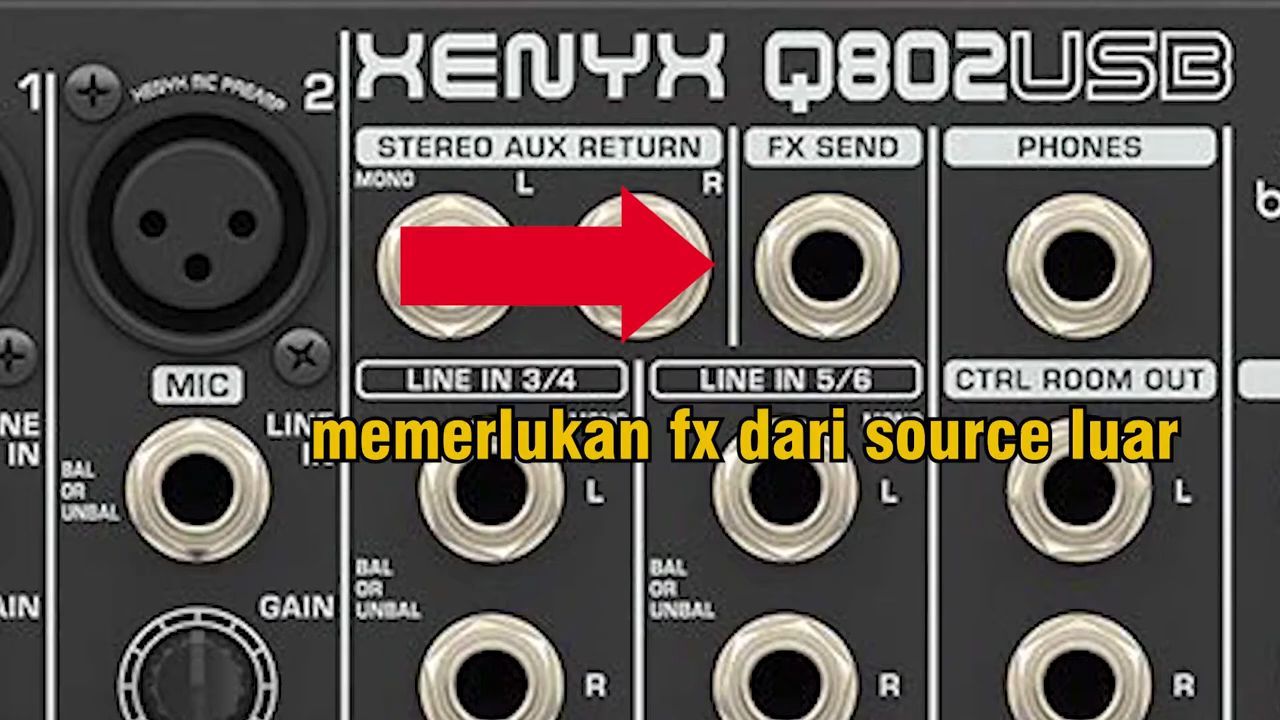 1
XENYX MIC PREAMP
2
XENYX Q802USB
STEREO AUX RETURN
FX SEND
PHONES
MONO
L
R
b
MIC
LINE IN 3/4
LINE IN 5/6
CTRL ROOM OUT
NE
IN
LINE
memerlukan fx dari source luar
BAL
OR
UNBAL
L
L
L
BAL
OR
UNBAL
BAL
OR
UNBAL
AIN
GAIN
R
R
R